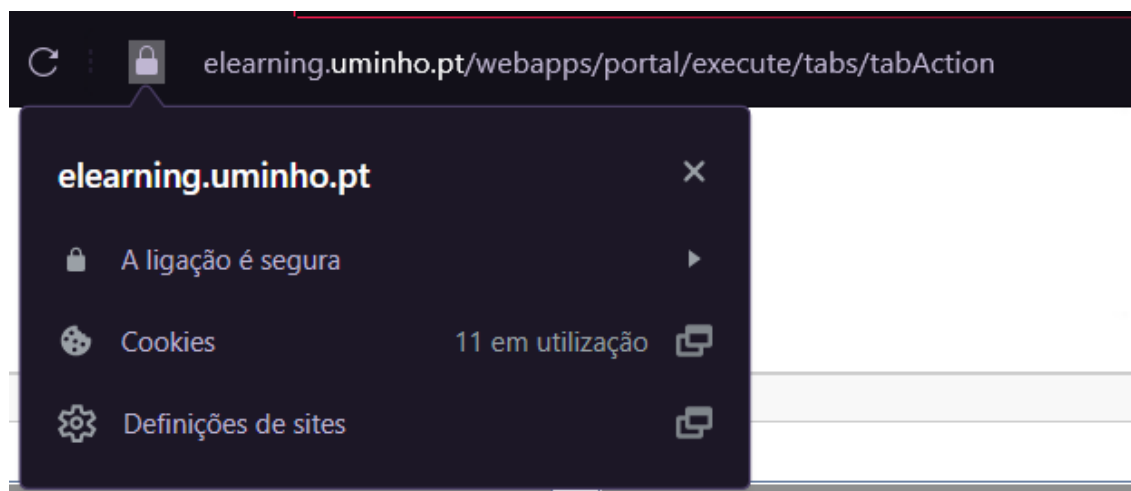 elearning.uminho.pt/webapps/portal/execute/tabs/tabAction
elearning.uminho.pt
A ligação é segura
Cookies 11 em utilização
Definições de sites